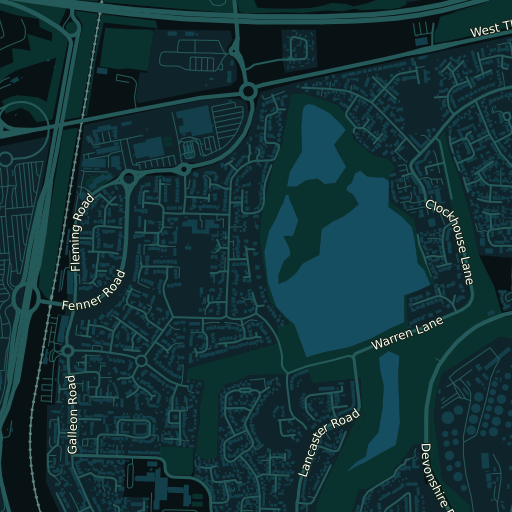 West Th
Fleming Road
Clockhouse Lane
Fenner Road
Warren Lane
Galleon Road
Lancaster Road
Devonshire R